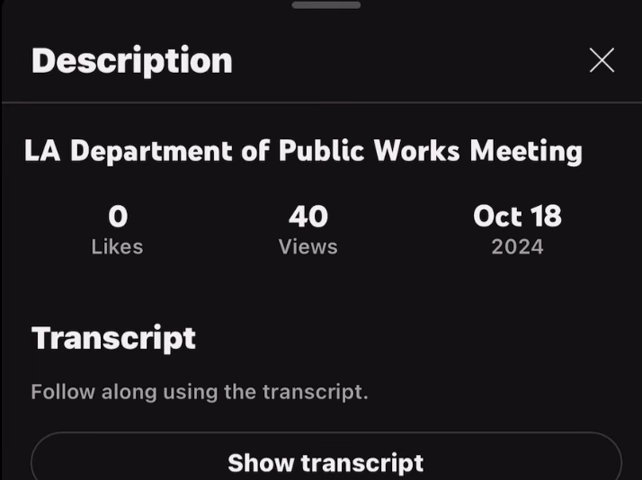 Description
LA Department of Public Works Meeting
0 40 Oct 18
Likes Views 2024
Transcript
Follow along using the transcript.
Show transcript